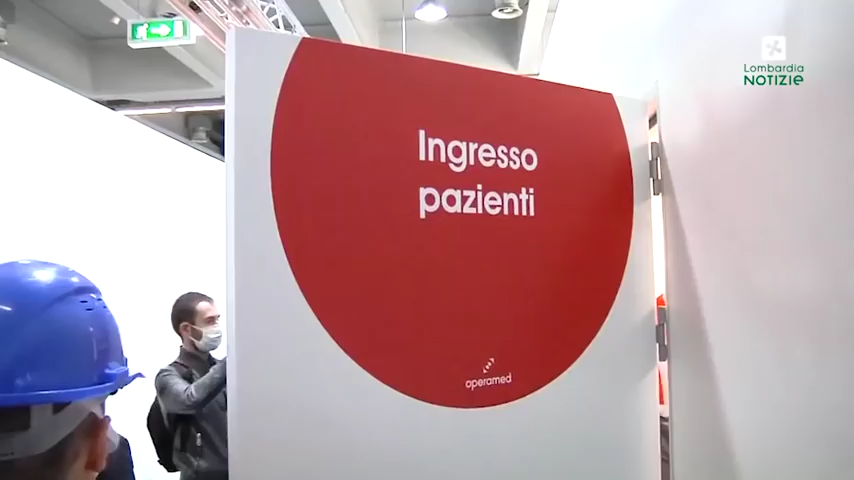 Lombardia
NOTIZIE
Ingresso
pazienti
operamed